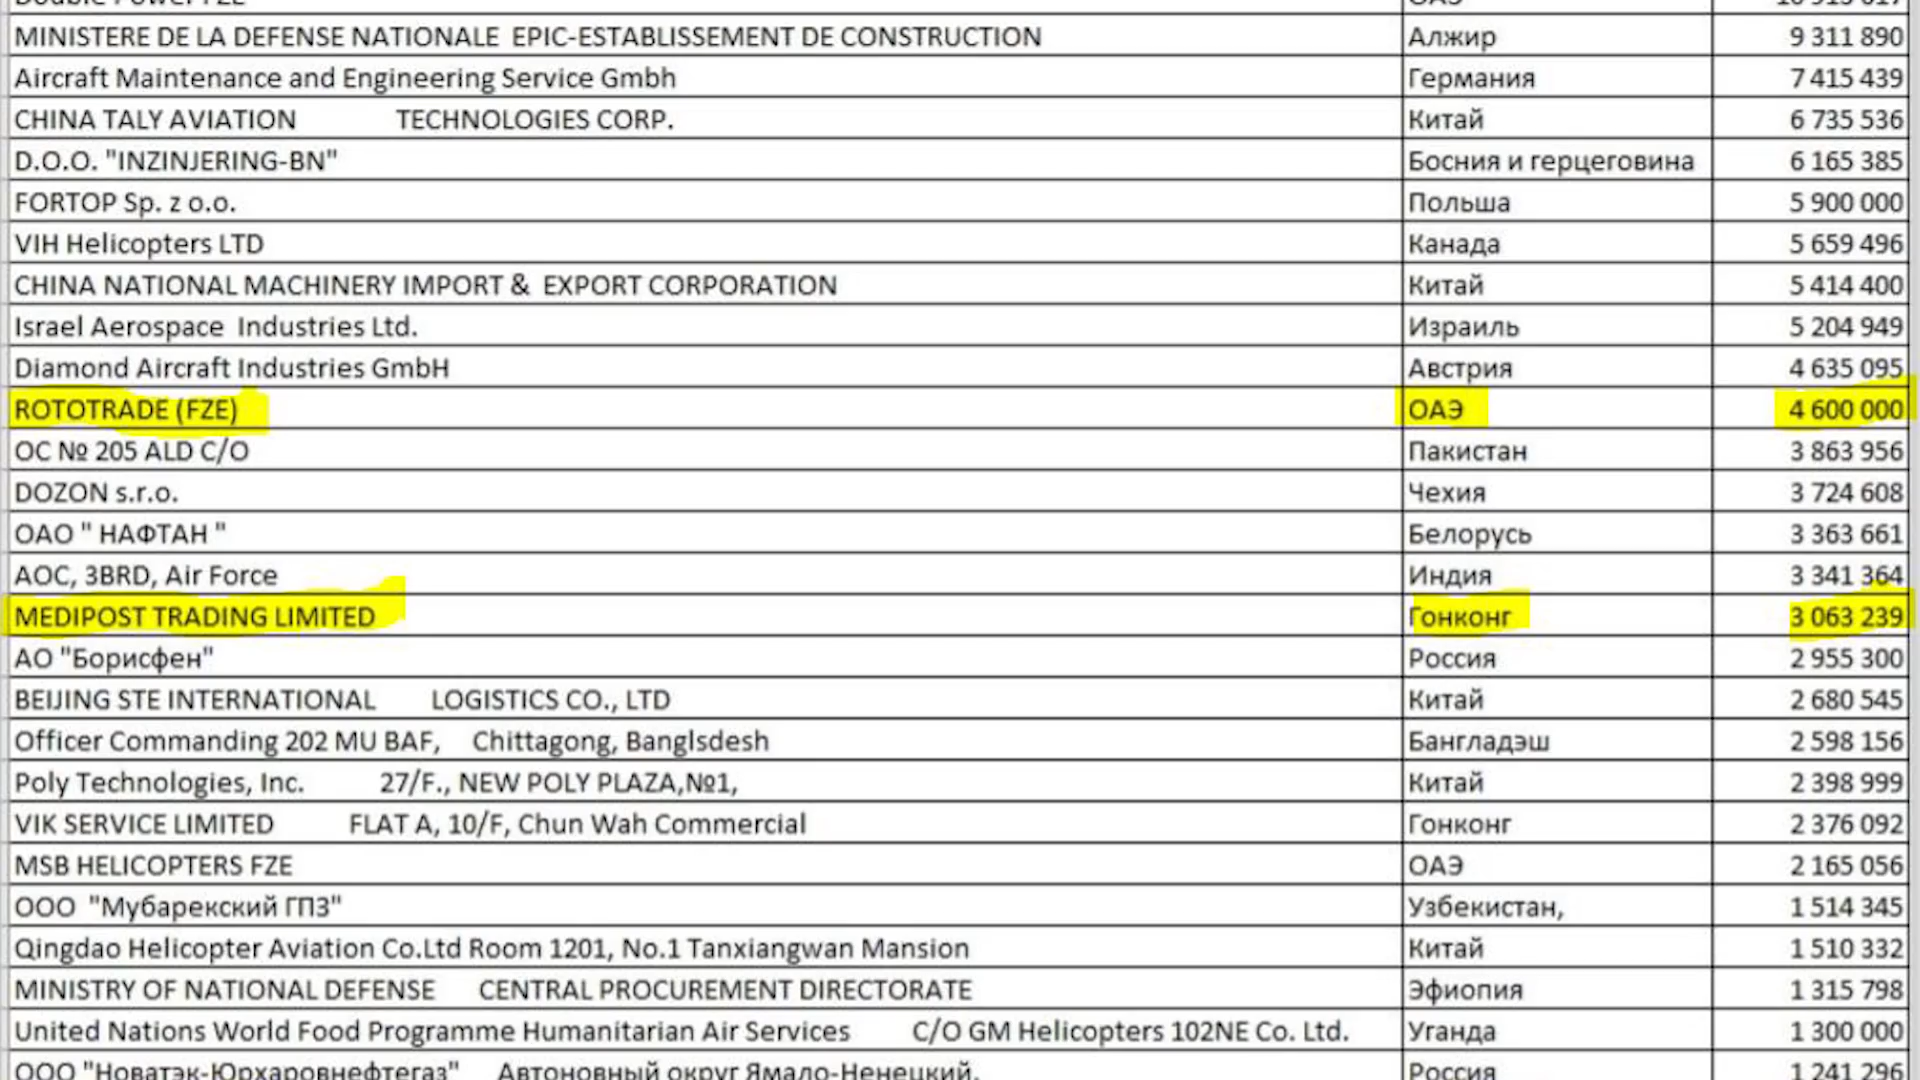 MINISTERE DE LA DEFENSE NATIONALE EPIC-ESTABLISSEMENT DE CONSTRUCTION Алжир 9 311 890
Aircraft Maintenance and Engineering Service Gmbh Германия 7 415 439
CHINA TALY AVIATION TECHNOLOGIES CORP. Китай 6 735 536
D.O.O. "INZINJERING-BN" Босния и герцеговина 6 165 385
FORTOP Sp. z o.o. Польша 5 900 000
VIH Helicopters LTD Канада 5 659 496
CHINA NATIONAL MACHINERY IMPORT & EXPORT CORPORATION Китай 5 414 400
Israel Aerospace Industries Ltd. Израиль 5 204 949
Diamond Aircraft Industries GmbH Австрия 4 635 095
ROTOTRADE (FZE) ОАЭ 4 600 000
OC № 205 ALD C/O Пакистан 3 863 956
DOZON s.r.o. Чехия 3 724 608
ОАО " НАФТАН " Белорусь 3 363 661
AOC, 3BRD, Air Force Индия 3 341 364
MEDIPOST TRADING LIMITED Гонконг 3 063 239
АО "Борисфен" Россия 2 955 300
BEIJING STE INTERNATIONAL LOGISTICS CO., LTD Китай 2 680 545
Officer Commanding 202 MU BAF, Chittagong, Banglsdesh Бангладэш 2 598 156
Poly Technologies, Inc. 27/F., NEW POLY PLAZA,№1, Китай 2 398 999
VIK SERVICE LIMITED FLAT A, 10/F, Chun Wah Commercial Гонконг 2 376 092
MSB HELICOPTERS FZE ОАЭ 2 165 056
ООО "Мубарекский ГПЗ" Узбекистан, 1 514 345
Qingdao Helicopter Aviation Co.Ltd Room 1201, No.1 Tanxiangwan Mansion Китай 1 510 332
MINISTRY OF NATIONAL DEFENSE CENTRAL PROCUREMENT DIRECTORATE Эфиопия 1 315 798
United Nations World Food Programme Humanitarian Air Services C/O GM Helicopters 102NE Co. Ltd. Уганда 1 300 000
ООО "Новатэк-Юрхаровнефтегаз" Автоновный округ Ямало-Ненецкий, Россия 1 241 296